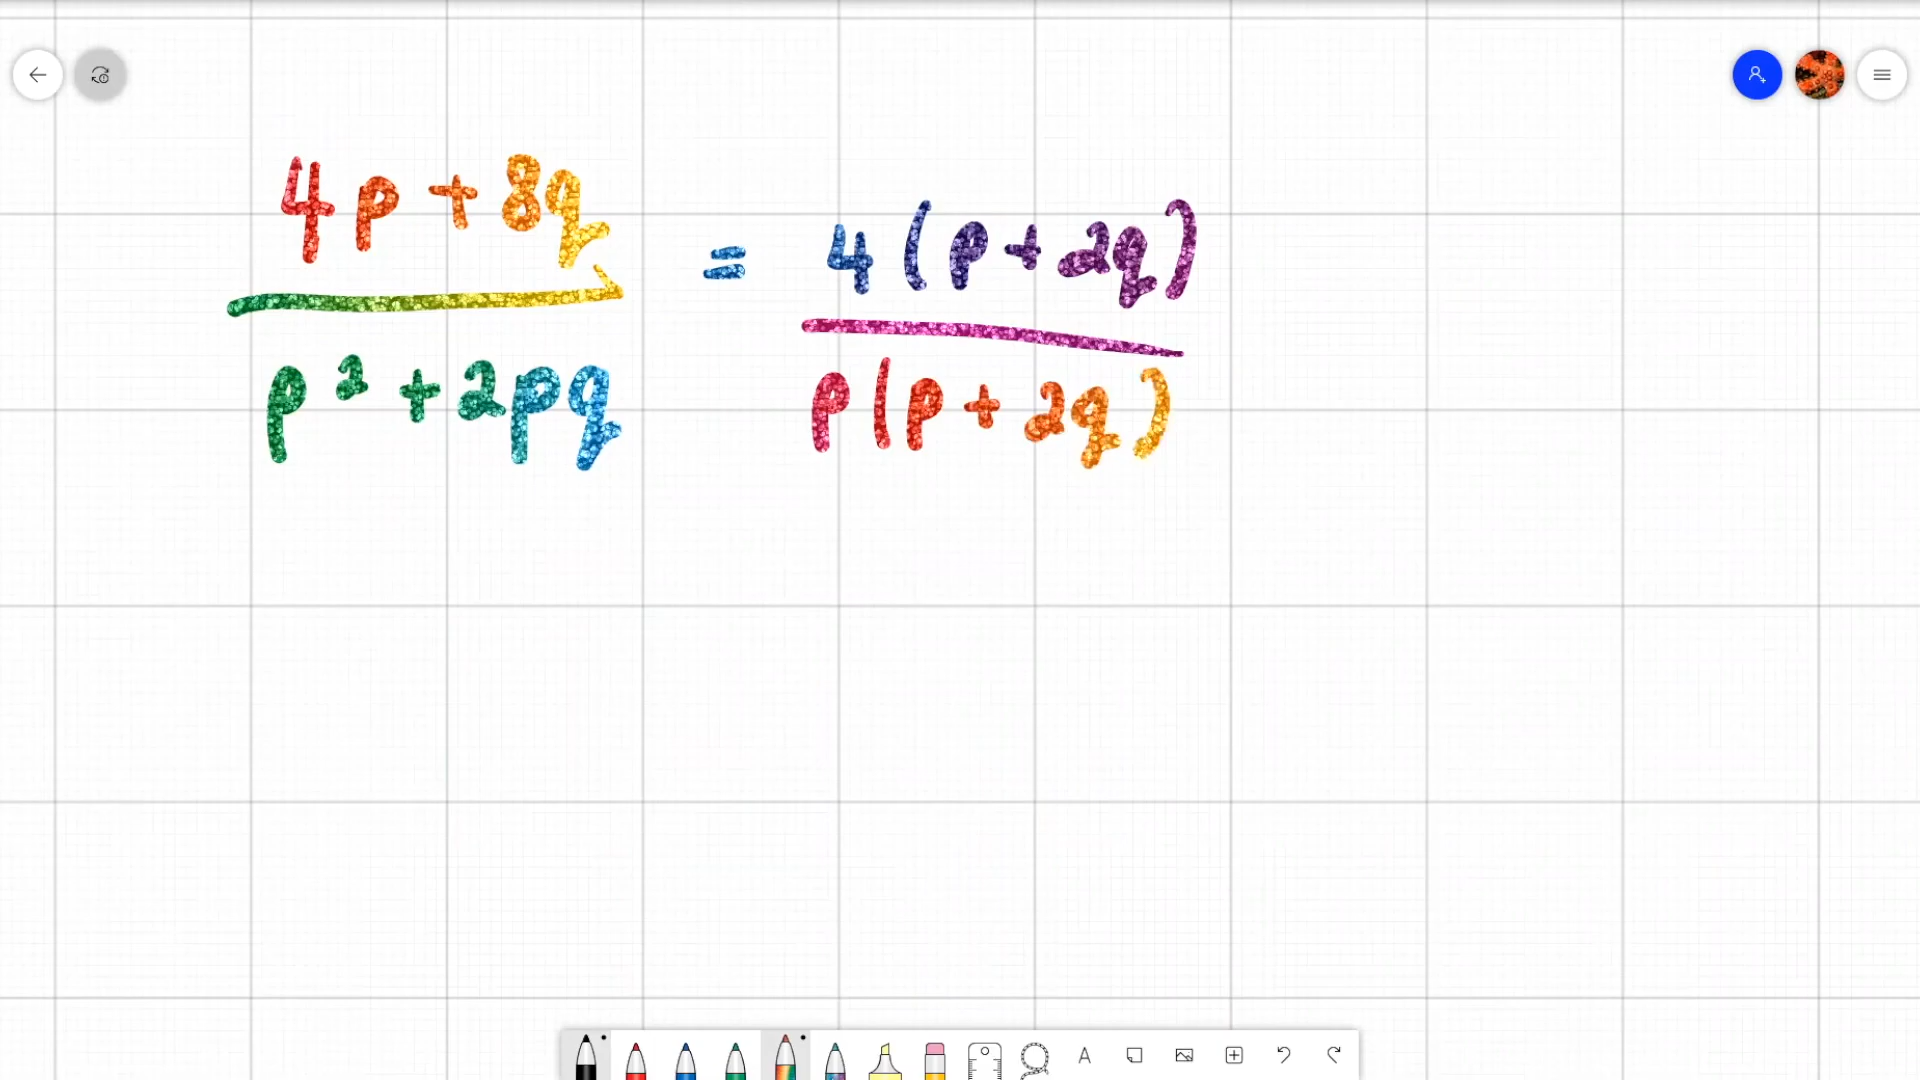 4p + 8q = 4(p + 2q)
p² + 2pq p(p + 2q)
A